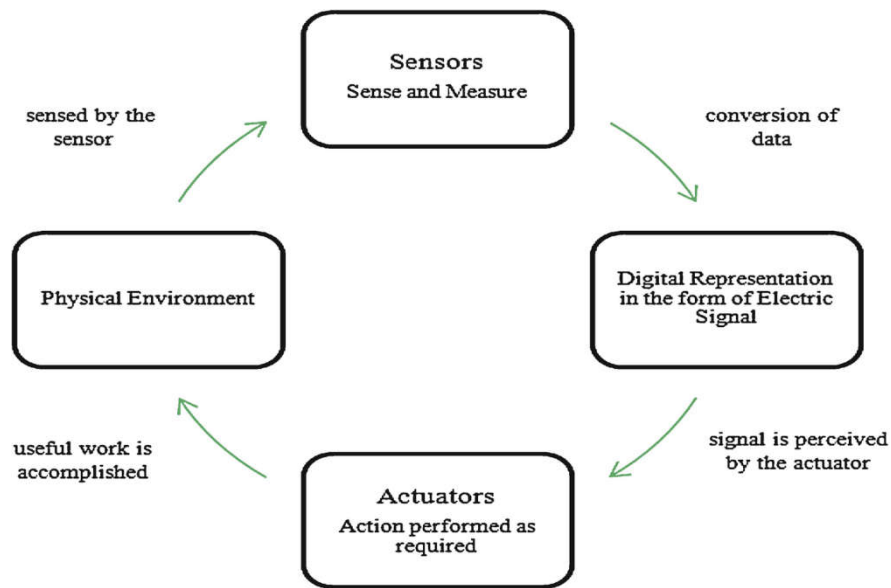 Sensors
Sense and Measure
sensed by the
sensor
conversion of
data
Physical Environment
Digital Representation
in the form of Electric
Signal
useful work is
accomplished
signal is perceived
by the actuator
Actuators
Action performed as
required